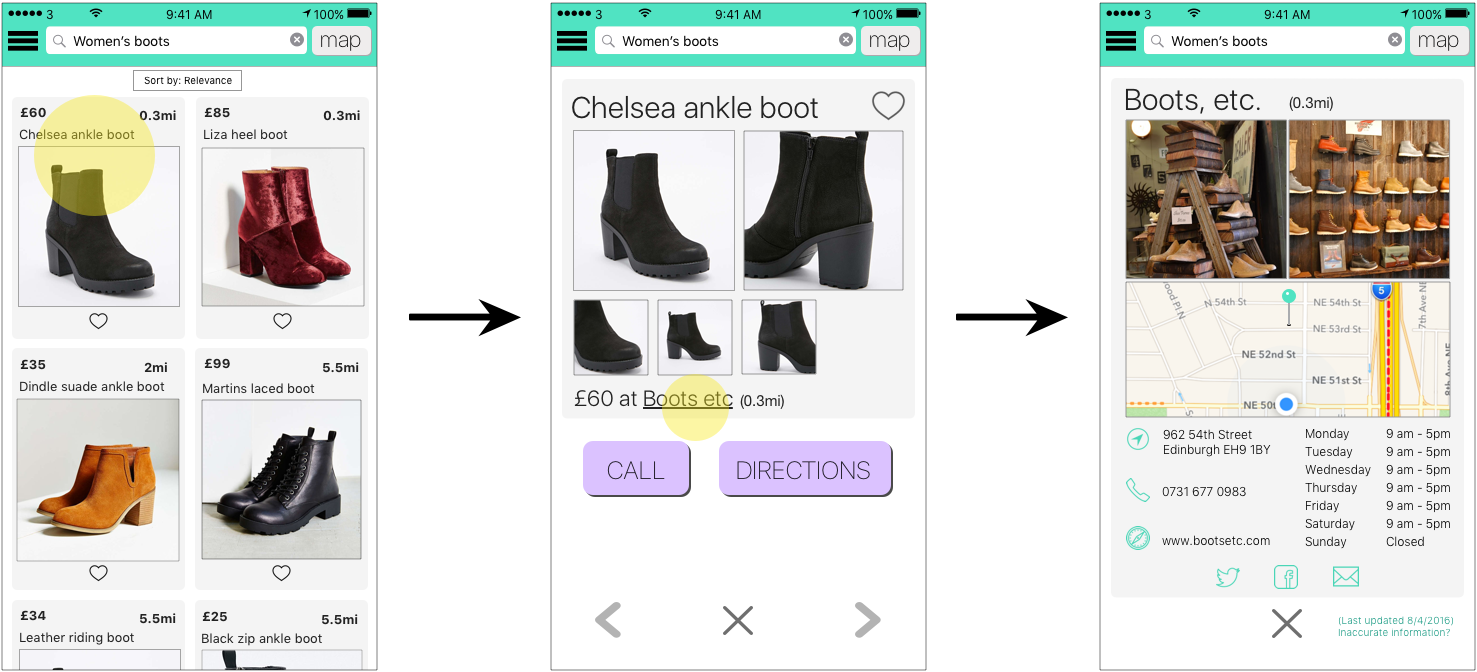 3 9:41 AM 100%
Women's boots map
Sort by: Relevance
£60 0.3mi
Chelsea ankle boot
£85 0.3mi
Liza heel boot
£35 2mi
Dindle suade ankle boot
£99 5.5mi
Martins laced boot
£34 5.5mi
Leather riding boot
£25 5.5mi
Black zip ankle boot
3 9:41 AM 100%
Women's boots map
Chelsea ankle boot
£60 at Boots etc (0.3mi)
CALL DIRECTIONS
3 9:41 AM 100%
Women's boots map
Boots, etc. (0.3mi)
N 54th St
NE 54th St
NE 53rd St
NE 52nd St
NE 51st St
NE 50t
5
7th Ave NE
8th Ave NE
962 54th Street
Edinburgh EH9 1BY
0731 677 0983
www.bootsetc.com
Monday 9 am - 5pm
Tuesday 9 am - 5pm
Wednesday 9 am - 5pm
Thursday 9 am - 5pm
Friday 9 am - 5pm
Saturday 9 am - 5pm
Sunday Closed
(Last updated 8/4/2016)
Inaccurate information?